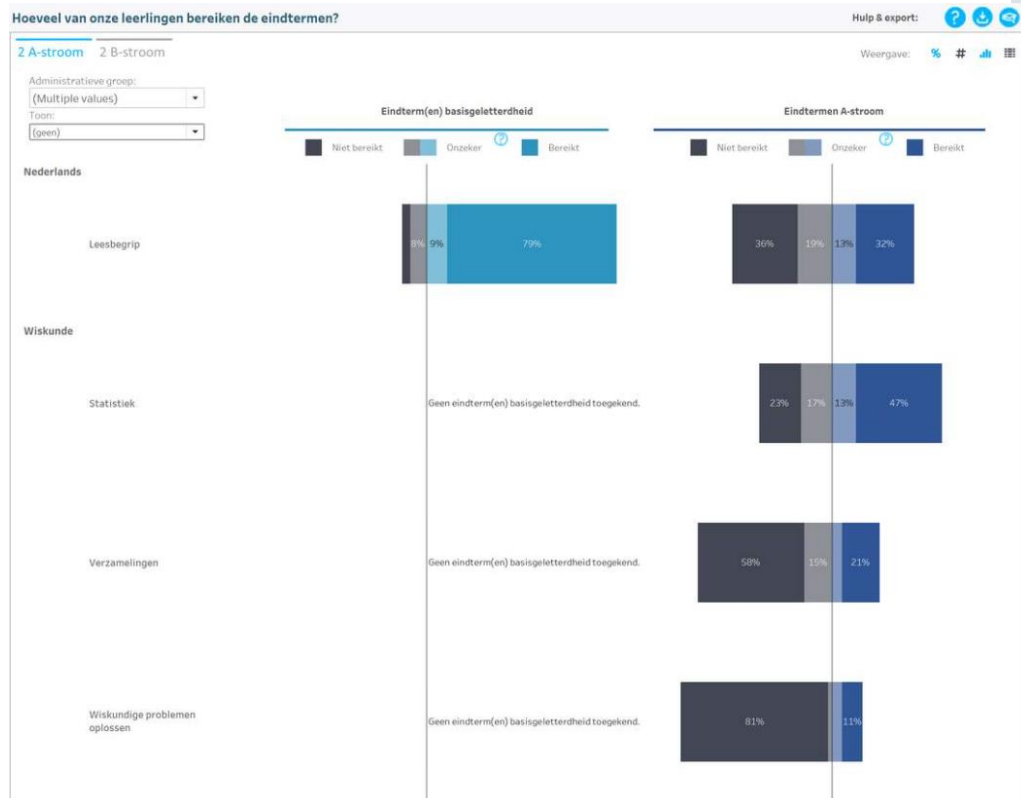 Hoeveel van onze leerlingen bereiken de eindtermen?
Hulp & export:
?
2 A-stroom 2 B-stroom
Weergave: % #
Administratieve groep:
(Multiple values)
Toon:
(geen)
Eindterm(en) basisgeletterdheid
Niet bereikt Onzeker ? Bereikt
Eindtermen A-stroom
Niet bereikt Onzeker ? Bereikt
Nederlands
Leesbegrip
8% 9% 79%
36% 19% 13% 32%
Wiskunde
Statistiek
Geen eindterm(en) basisgeletterdheid toegekend.
23% 17% 13% 47%
Verzamelingen
Geen eindterm(en) basisgeletterdheid toegekend.
58% 15% 21%
Wiskundige problemen
oplossen
Geen eindterm(en) basisgeletterdheid toegekend.
81% 11%